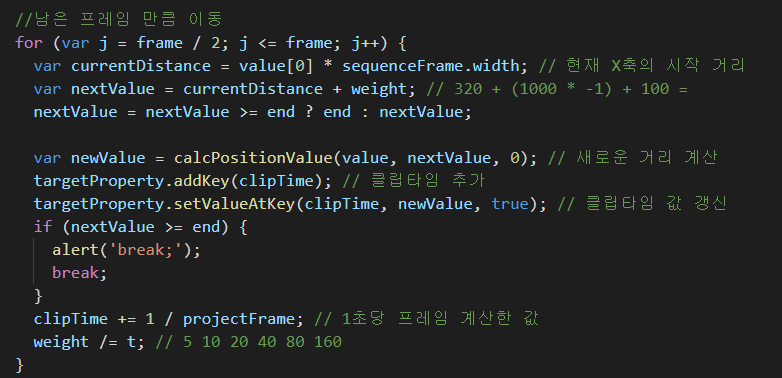 //남은 프레임 만큼 이동
for (var j = frame / 2; j <= frame; j++) {
var currentDistance = value[0] * sequenceFrame.width; // 현재 X축의 시작 거리
var nextValue = currentDistance + weight; // 320 + (1000 * -1) + 100 =
nextValue = nextValue >= end ? end : nextValue;
var newValue = calcPositionValue(value, nextValue, 0); // 새로운 거리 계산
targetProperty.addKey(clipTime); // 클립타임 추가
targetProperty.setValueAtKey(clipTime, newValue, true); // 클립타임 값 갱신
if (nextValue >= end) {
alert('break;');
break;
}
clipTime += 1 / projectFrame; // 1초당 프레임 계산한 값
weight /= t; // 5 10 20 40 80 160
}